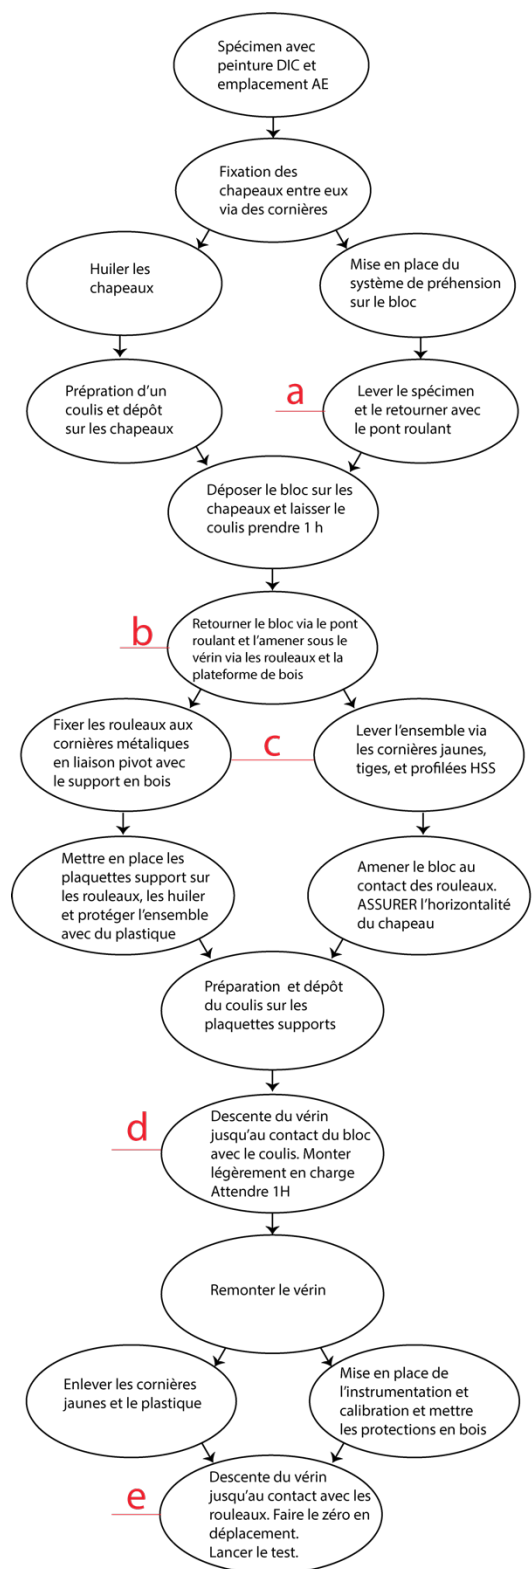 Spécimen avec
peinture DIC et
emplacement AE
Fixation des
chapeaux entre eux
via des cornières
Huiler les
chapeaux
Mise en place du
système de préhension
sur le bloc
Prépration d'un
coulis et dépôt
sur les chapeaux
a
Lever le spécimen
et le retourner avec
le pont roulant
Déposer le bloc sur les
chapeaux et laisser le
coulis prendre 1 h
b
Retourner le bloc via le pont
roulant et l'amener sous le
vérin via les rouleaux et la
plateforme de bois
Fixer les rouleaux aux
cornières métaliques
en liaison pivot avec
le support en bois
c
Lever l'ensemble via
les cornières jaunes,
tiges, et profilées HSS
Mettre en place les
plaquettes support sur
les rouleaux, les huiler
et protéger l'ensemble
avec du plastique
Amener le bloc au
contact des rouleaux.
ASSURER l'horizontalité
du chapeau
Préparation et dépôt
du coulis sur les
plaquettes supports
d
Descente du vérin
jusqu'au contact du bloc
avec le coulis. Monter
légèrement en charge
Attendre 1H
Remonter le vérin
Enlever les cornières
jaunes et le plastique
Mise en place de
l'instrumentation et
calibration et mettre
les protections en bois
e
Descente du vérin
jusqu'au contact avec les
rouleaux. Faire le zéro en
déplacement.
Lancer le test.